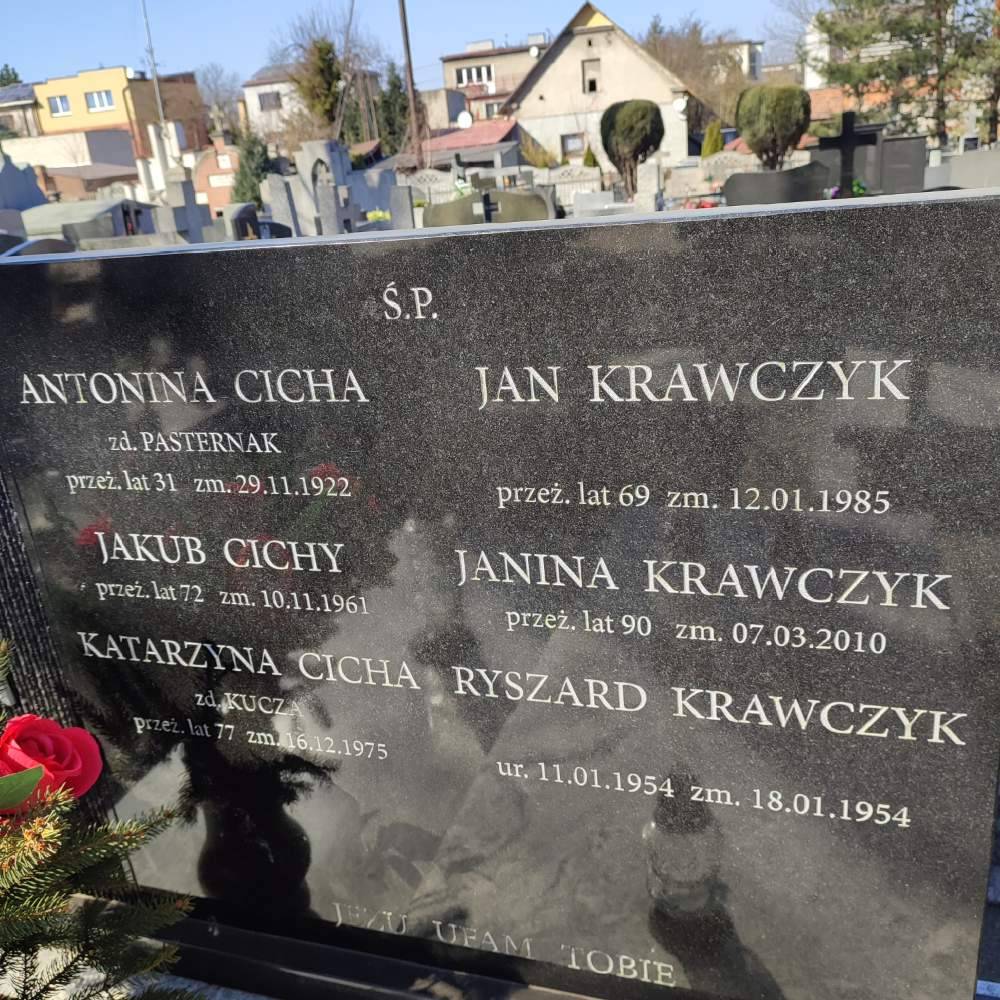 Ś.P.
ANTONINA CICHA
zd. PASTERNAK
przeż. lat 31 zm. 29.11.1922
JAKUB CICHY
przeż. lat 72 zm. 10.11.1961
KATARZYNA CICHA
zd. KUCZA
przeż. lat 77 zm. 16.12.1975
JAN KRAWCZYK
przeż. lat 69 zm. 12.01.1985
JANINA KRAWCZYK
przeż. lat 90 zm. 07.03.2010
RYSZARD KRAWCZYK
ur. 11.01.1954 zm. 18.01.1954
JEZU UFAM TOBIE